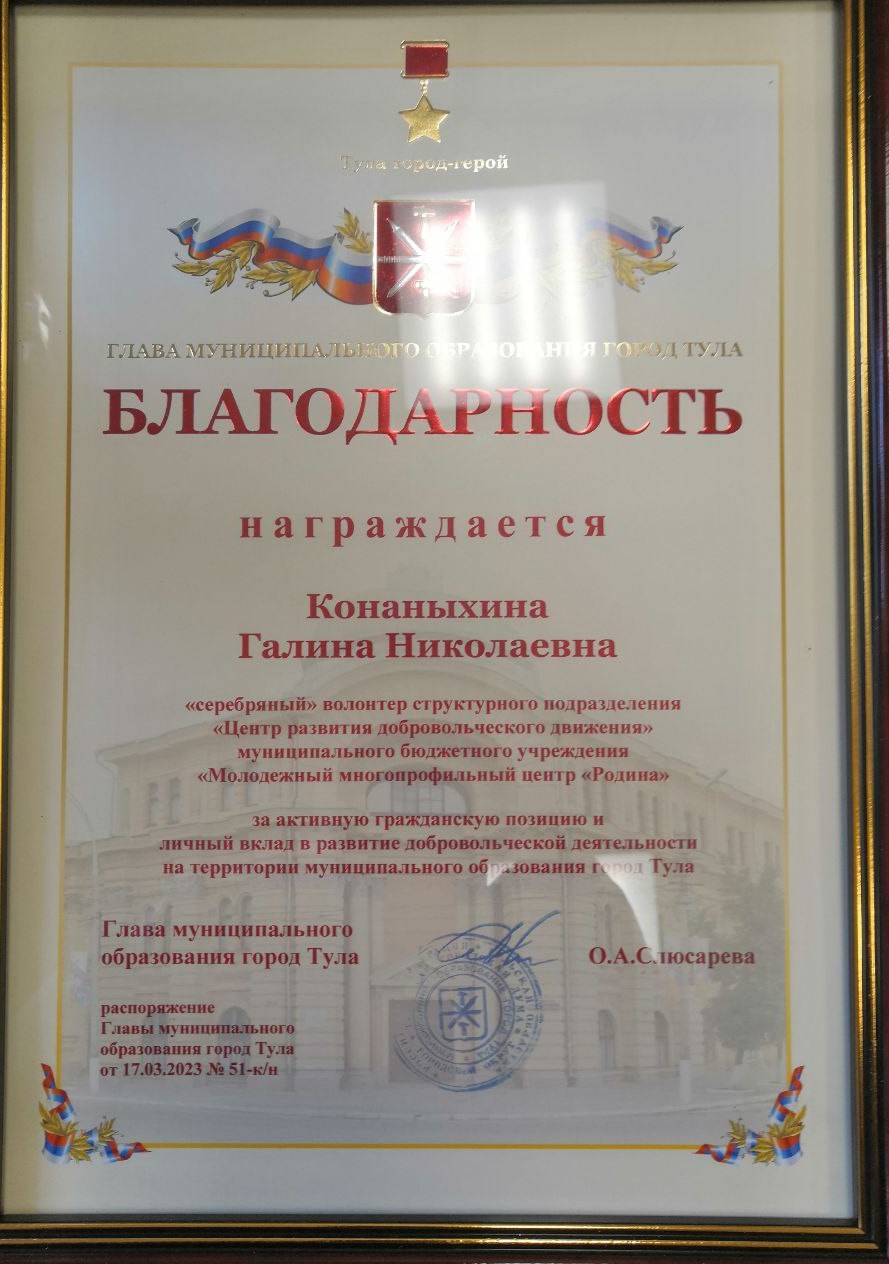 Тула город-герой
ГЛАВА МУНИЦИПАЛЬНОГО ОБРАЗОВАНИЯ ГОРОД ТУЛА
БЛАГОДАРНОСТЬ
награждается
Конаныхина
Галина Николаевна
«серебряный» волонтер структурного подразделения
«Центр развития добровольческого движения»
муниципального бюджетного учреждения
«Молодежный многопрофильный центр «Родина»
за активную гражданскую позицию и
личный вклад в развитие добровольческой деятельности
на территории муниципального образования город Тула
Глава муниципального
образования город Тула
О.А.Слюсарева
распоряжение
Главы муниципального
образования город Тула
от 17.03.2023 № 51-к/н